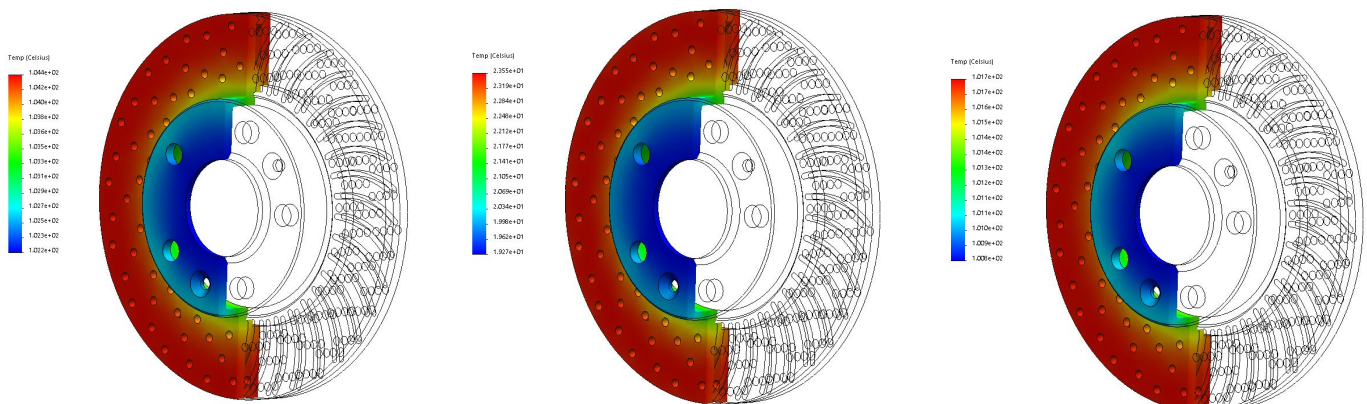 Temp (Celsius)
1.044e+02
1.042e+02
1.040e+02
1.038e+02
1.036e+02
1.035e+02
1.033e+02
1.031e+02
1.029e+02
1.027e+02
1.025e+02
1.023e+02
1.022e+02
Temp (Celsius)
2.355e+01
2.319e+01
2.284e+01
2.248e+01
2.212e+01
2.177e+01
2.141e+01
2.105e+01
2.069e+01
2.034e+01
1.998e+01
1.962e+01
1.927e+01
Temp (Celsius)
1.017e+02
1.017e+02
1.016e+02
1.015e+02
1.014e+02
1.014e+02
1.013e+02
1.012e+02
1.011e+02
1.011e+02
1.010e+02
1.009e+02
1.008e+02